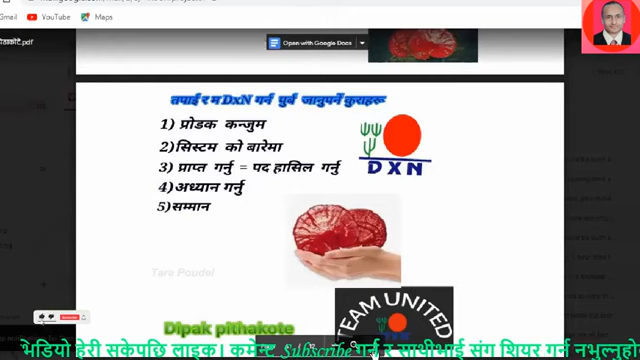 Gmail
YouTube
Maps
Open with Google Docs
तपाई र म DxN गर्न पुर्ब जानुपर्ने कुराहरू
1) प्रोडक कन्जुम
2)सिस्टम को बारेमा
3) प्राप्त गर्नु = पद हासिल गर्नु
4)अध्यान गर्नु
5)सम्मान
DXN
Tara Poudel
TEAM UNITED
Dipak pithakote
भेडियो हेरी सकेपछि लाइक। कमेन्ट Subscribe गर्नु र साथीभाई संग शियर गर्न नभुल्नुहो